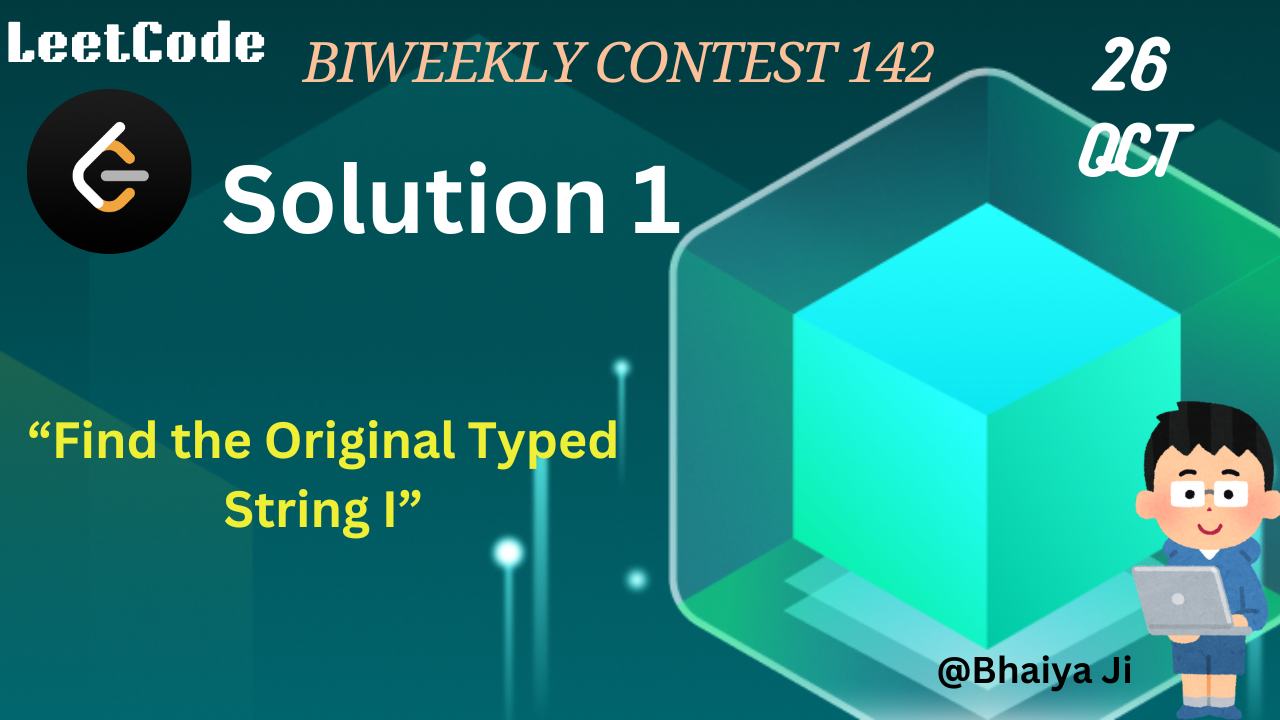 LeetCode
BIWEEKLY CONTEST 142
26
OCT
Solution 1
“Find the Original Typed
String I”
@Bhaiya Ji